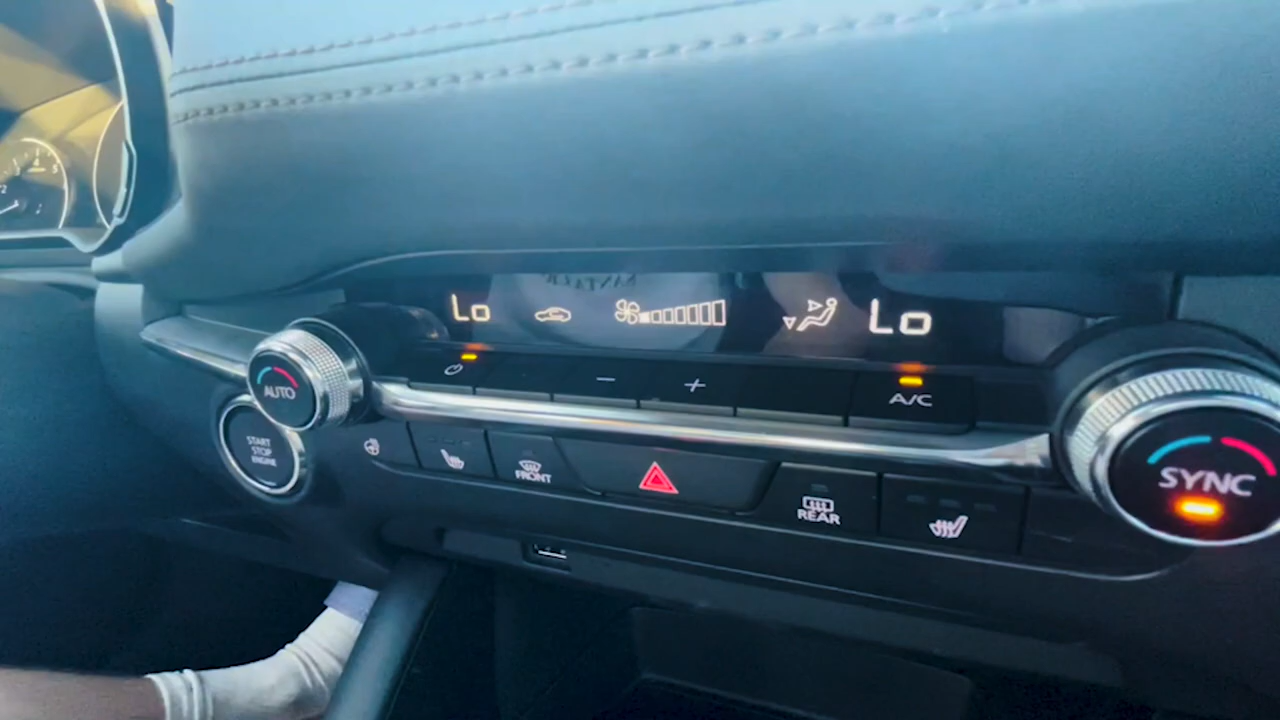 Lo
Lo
AUTO
A/C
START
STOP
ENGINE
FRONT
REAR
SYNC